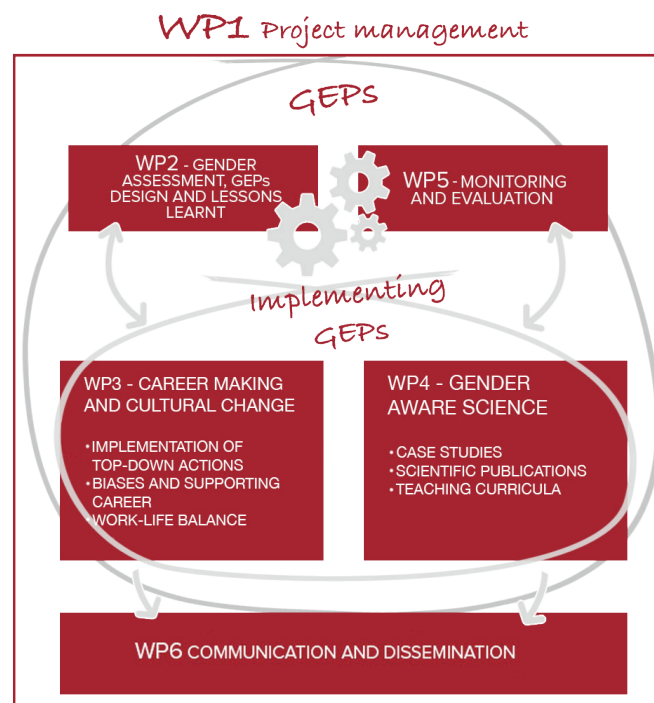 WP1 Project management
GEPs
WP2 - GENDER
ASSESSMENT, GEPs
DESIGN AND LESSONS
LEARNT
WP5 - MONITORING
AND EVALUATION
Implementing
GEPs
WP3 - CAREER MAKING
AND CULTURAL CHANGE
•IMPLEMENTATION OF
TOP-DOWN ACTIONS
•BIASES AND SUPPORTING
CAREER
•WORK-LIFE BALANCE
WP4 - GENDER
AWARE SCIENCE
•CASE STUDIES
•SCIENTIFIC PUBLICATIONS
•TEACHING CURRICULA
WP6 COMMUNICATION AND DISSEMINATION